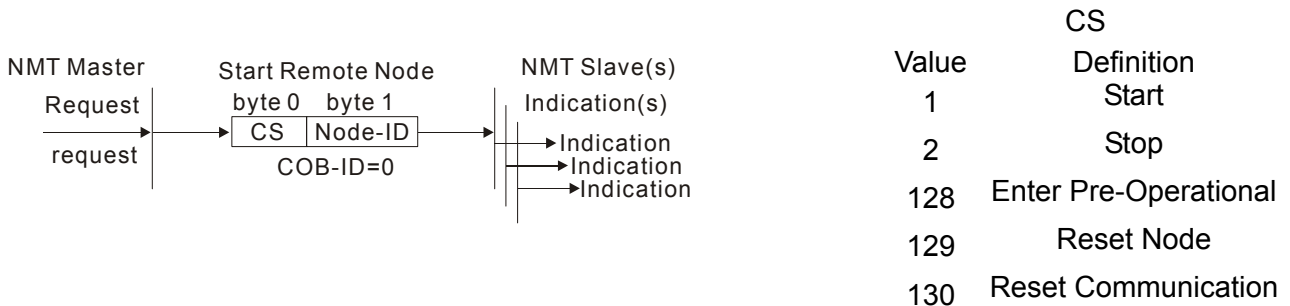 NMT Master
Start Remote Node
NMT Slave(s)
Request
byte 0 byte 1
Indication(s)
request
CS Node-ID
COB-ID=0
Indication
Indication
Indication
CS
Value Definition
1 Start
2 Stop
128 Enter Pre-Operational
129 Reset Node
130 Reset Communication